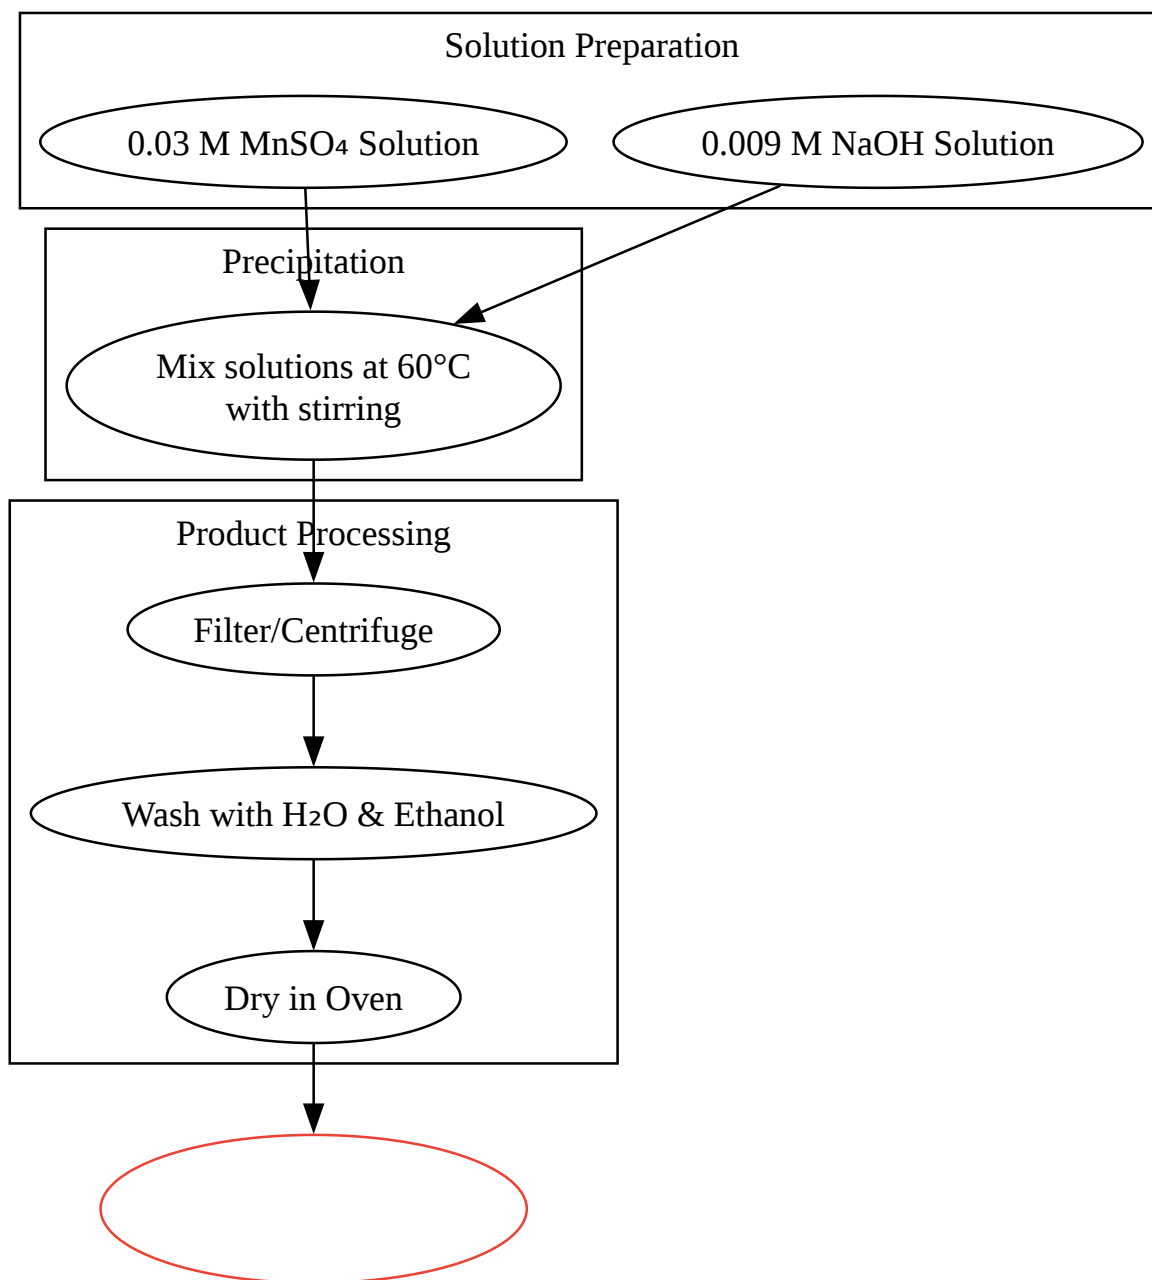 Solution Preparation
0.03 M MnSO₄ Solution
0.009 M NaOH Solution
Precipitation
Mix solutions at 60°C
with stirring
Product Processing
Filter/Centrifuge
Wash with H₂O & Ethanol
Dry in Oven